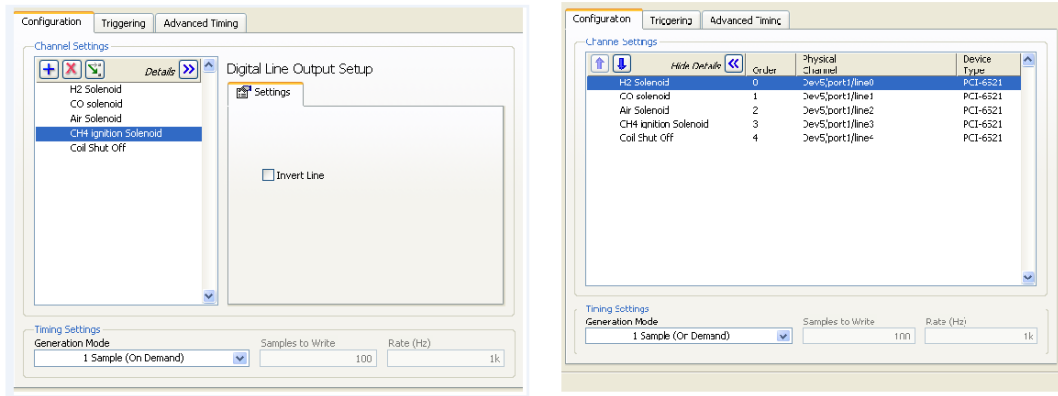 Configuration Triggering Advanced Timing
Channel Settings
Details
H2 Solenoid
CO solenoid
Air Solenoid
CH4 ignition Solenoid
Coil Shut Off
Digital Line Output Setup
Settings
Invert Line
Timing Settings
Generation Mode
1 Sample (On Demand)
Samples to Write
100
Rate (Hz)
1k
Configuration Triggering Advanced Timing
Channel Settings
Hide Details Order Physical Channel Device Type
H2 Solenoid 0 Dev5/port1/line0 PCI-6521
CO solenoid 1 Dev5/port1/line1 PCI-6521
Air Solenoid 2 Dev5/port1/line2 PCI-6521
CH4 ignition Solenoid 3 Dev5/port1/line3 PCI-6521
Coil Shut Off 4 Dev5/port1/line4 PCI-6521
Timing Settings
Generation Mode
1 Sample (On Demand)
Samples to Write
100
Rate (Hz)
1k